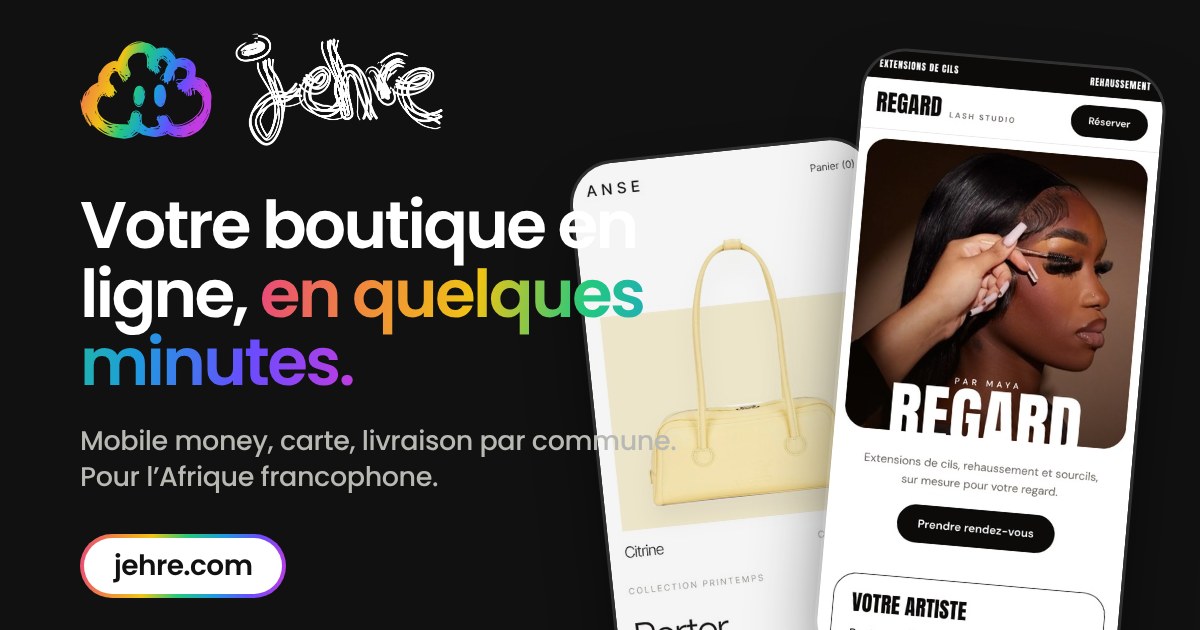 jehre
Votre boutique en
ligne, en quelques
minutes.
Mobile money, carte, livraison par commune.
Pour l’Afrique francophone.
jehre.com
ANSE
Panier (0)
Citrine
COLLECTION PRINTEMPS
Porter
EXTENSIONS DE CILS
REHAUSSEMENT
REGARD
LASH STUDIO
Réserver
PAR MAYA
REGARD
Extensions de cils, rehaussement et sourcils,
sur mesure pour votre regard.
Prendre rendez-vous
VOTRE ARTISTE